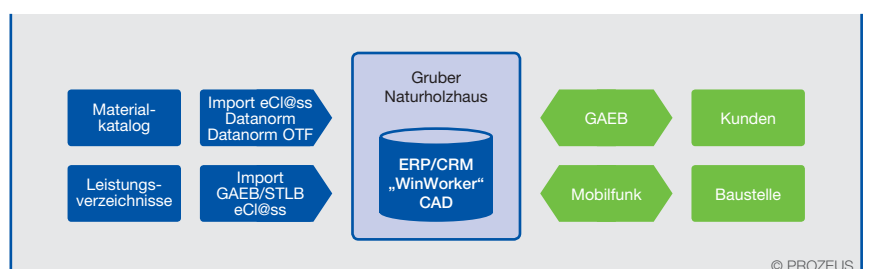 Material-
katalog
Import eCl@ss
Datanorm
Datanorm OTF
Gruber
Naturholzhaus
GAEB
Kunden
Leistungs-
verzeichnisse
Import
GAEB/STLB
eCl@ss
ERP/CRM
„WinWorker“
CAD
Mobilfunk
Baustelle
© PROZEUS